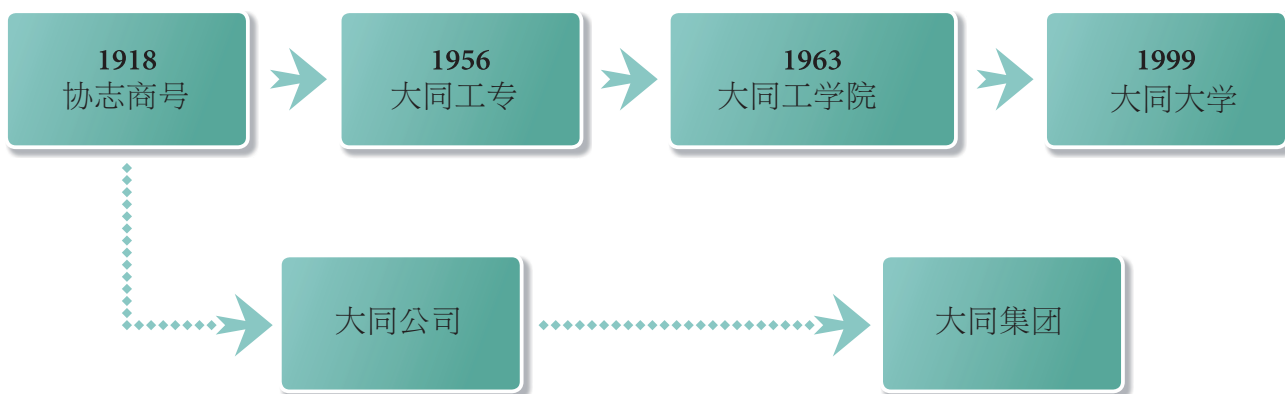 1918
协志商号
1956
大同工专
1963
大同工学院
1999
大同大学
大同公司
大同集团